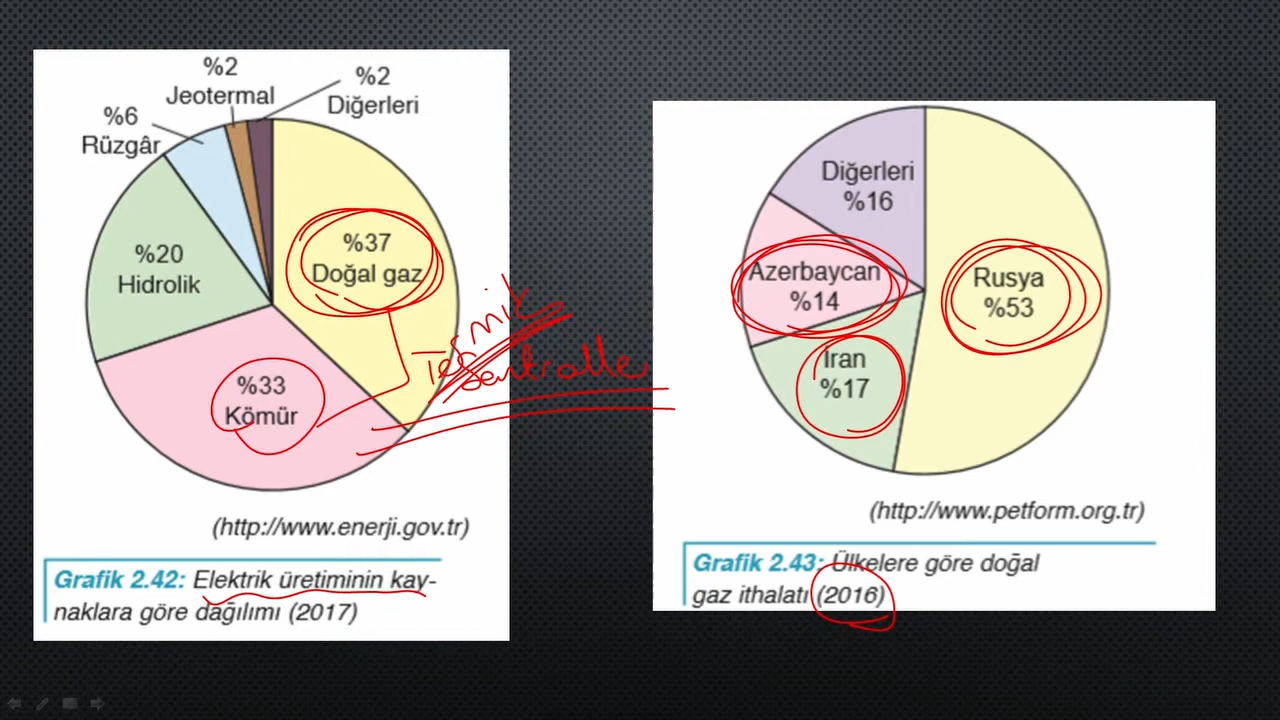 %2
Jeotermal
%2
Diğerleri
%6
Rüzgâr
%20
Hidrolik
%37
Doğal gaz
%33
Kömür
Termik
Santraller
(http://www.enerji.gov.tr)
Grafik 2.42: Elektrik üretiminin kay-
naklara göre dağılımı (2017)
Diğerleri
%16
Azerbaycan
%14
İran
%17
Rusya
%53
(http://www.petform.org.tr)
Grafik 2.43: Ülkelere göre doğal
gaz ithalatı (2016)